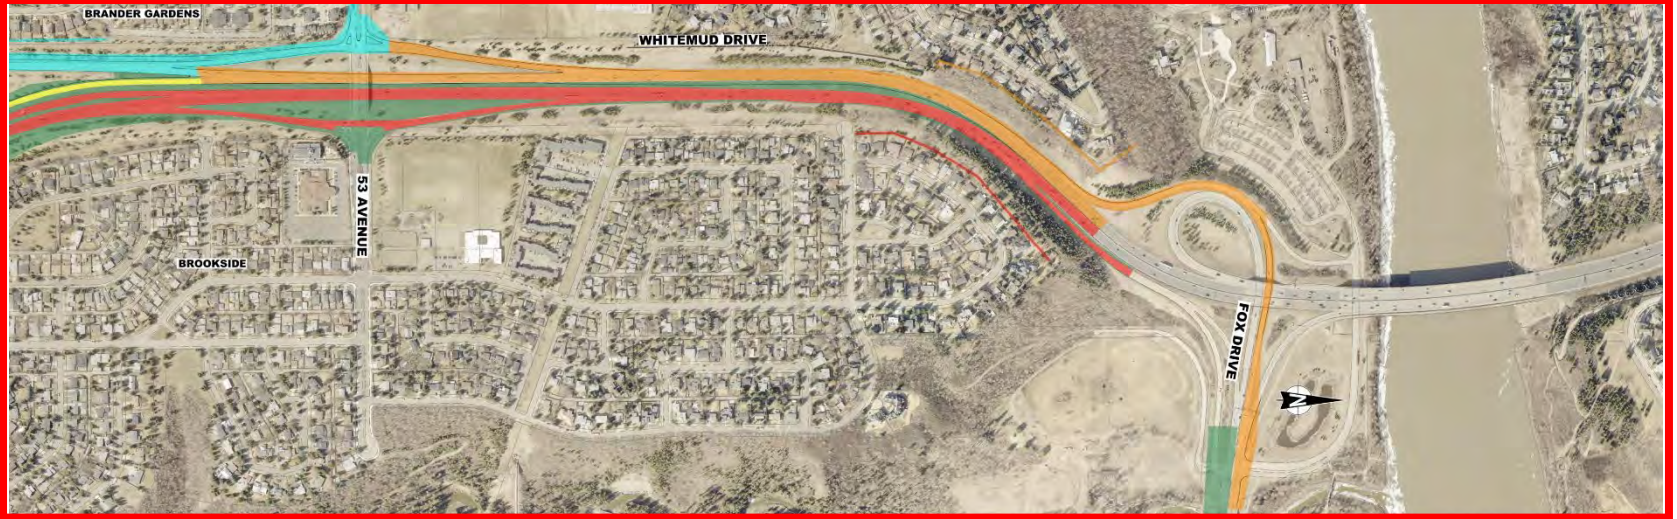 BRANDER GARDENS
WHITEMUD DRIVE
53 AVENUE
BROOKSIDE
FOX DRIVE
N